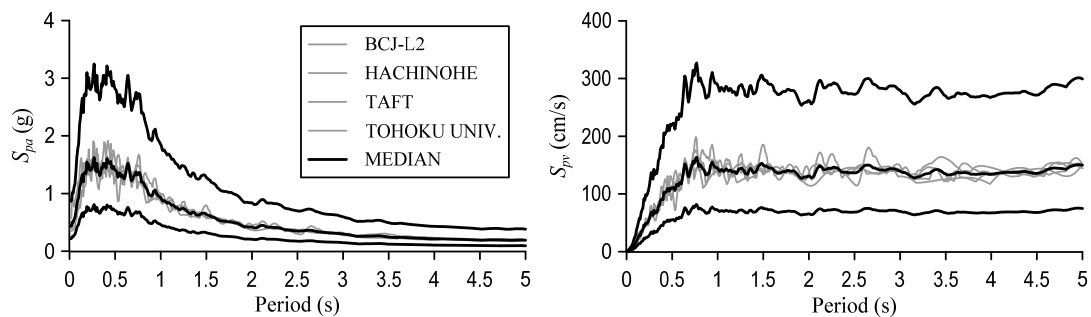 4
3
2
1
0
S_pa (g)
0 0.5 1 1.5 2 2.5 3 3.5 4 4.5 5
Period (s)
BCJ-L2
HACHINOHE
TAFT
TOHOKU UNIV.
MEDIAN
400
300
200
100
0
S_pv (cm/s)
0 0.5 1 1.5 2 2.5 3 3.5 4 4.5 5
Period (s)